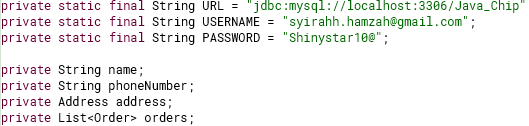 private static final String URL = "jdbc:mysql://localhost:3306/Java_Chip"
private static final String USERNAME = "syirahh.hamzah@gmail.com";
private static final String PASSWORD = "Shinystar10@";
private String name;
private String phoneNumber;
private Address address;
private List<Order> orders;